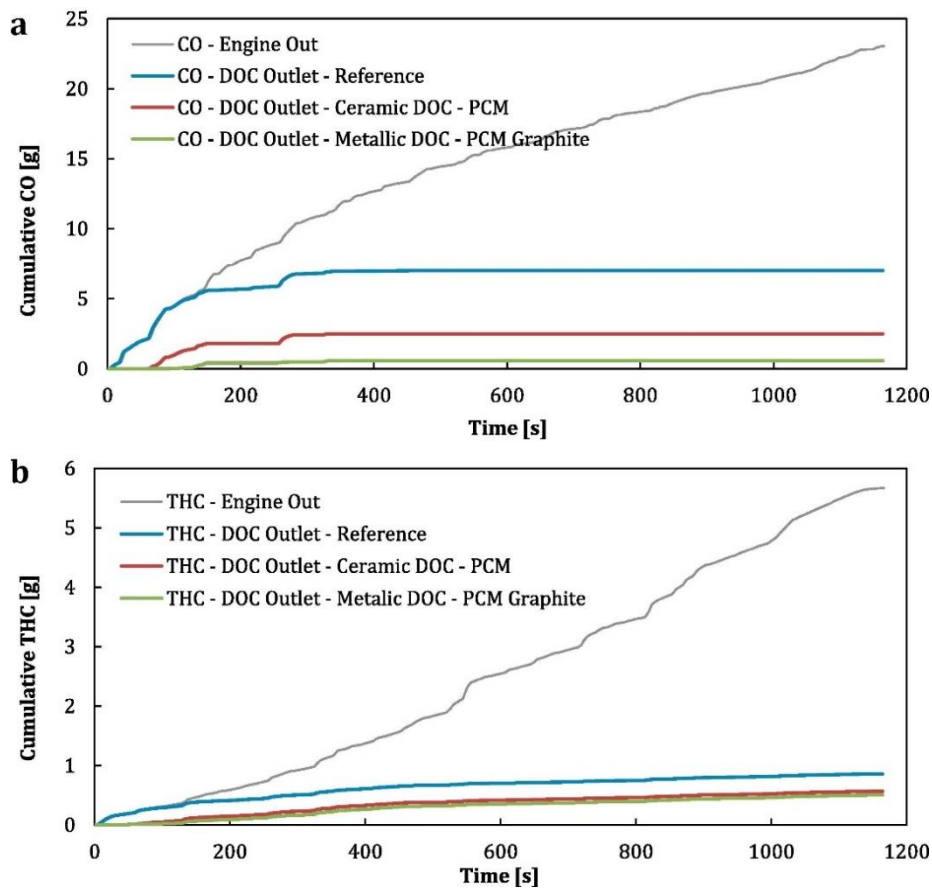 a
25
20
15
10
5
0
CO - Engine Out
CO - DOC Outlet - Reference
CO - DOC Outlet - Ceramic DOC - PCM
CO - DOC Outlet - Metallic DOC - PCM Graphite
Cumulative CO [g]
0 200 400 600 800 1000 1200
Time [s]
b
6
5
4
3
2
1
0
THC - Engine Out
THC - DOC Outlet - Reference
THC - DOC Outlet - Ceramic DOC - PCM
THC - DOC Outlet - Metalic DOC - PCM Graphite
Cumulative THC [g]
0 200 400 600 800 1000 1200
Time [s]